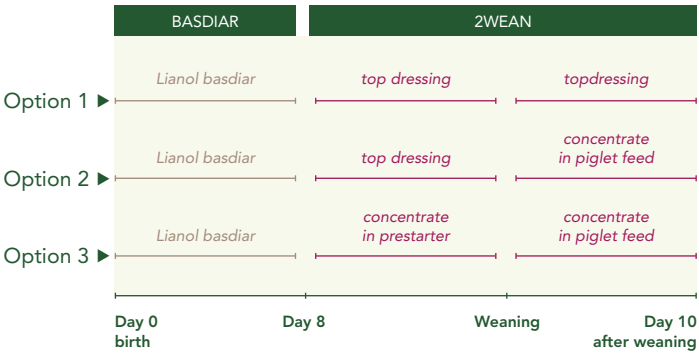 BASDIAR 2WEAN
Lianol basdiar top dressing topdressing
Option 1
concentrate
Lianol basdiar top dressing in piglet feed
Option 2
concentrate concentrate
Lianol basdiar in prestarter in piglet feed
Option 3
Day 0 Day 8 Weaning Day 10
birth after weaning